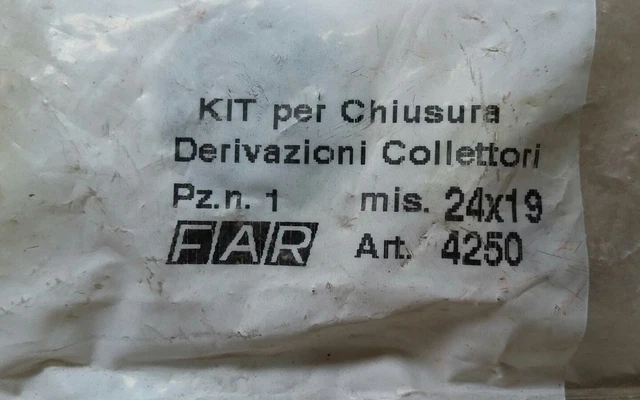 KIT per Chiusura
Derivazioni Collettori
Pz.n. 1 mis. 24x19
FAR Art. 4250